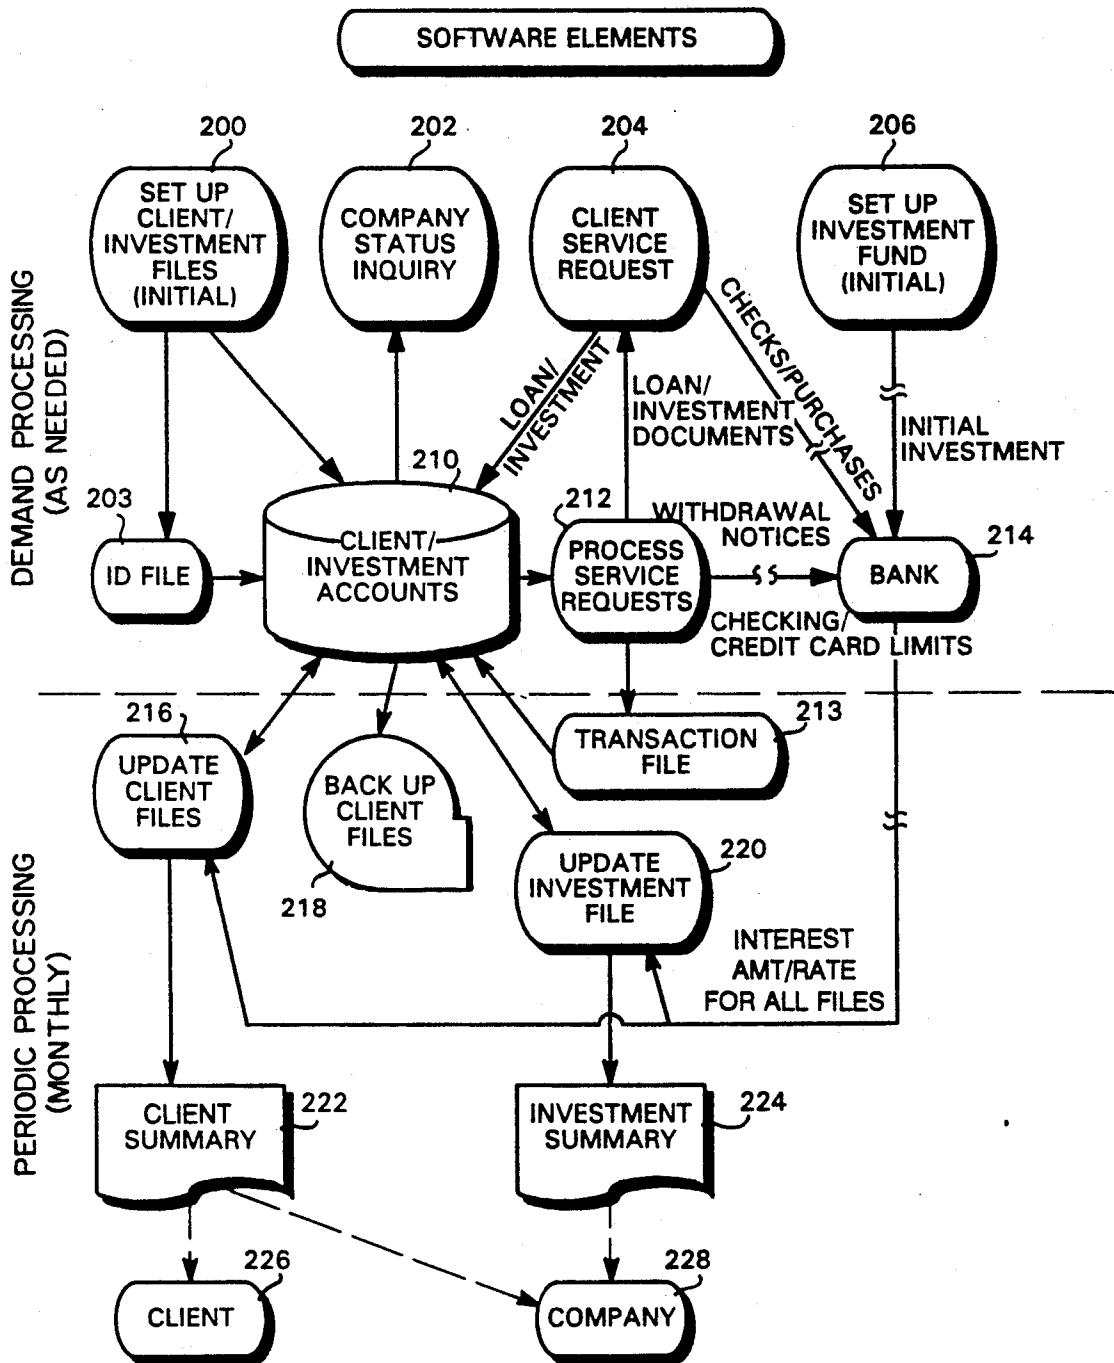 SOFTWARE ELEMENTS
200
202
204
206
SET UP
CLIENT/
INVESTMENT
FILES
(INITIAL)
COMPANY
STATUS
INQUIRY
CLIENT
SERVICE
REQUEST
SET UP
INVESTMENT
FUND
(INITIAL)
DEMAND PROCESSING
(AS NEEDED)
LOAN/
INVESTMENT
LOAN/
INVESTMENT
DOCUMENTS
CHECKS/PURCHASES
INITIAL
INVESTMENT
203
210
212
214
ID FILE
CLIENT/
INVESTMENT
ACCOUNTS
PROCESS
SERVICE
REQUESTS
WITHDRAWAL
NOTICES
BANK
CHECKING/
CREDIT CARD LIMITS
216
213
UPDATE
CLIENT
FILES
BACK UP
CLIENT
FILES
218
TRANSACTION
FILE
220
UPDATE
INVESTMENT
FILE
INTEREST
AMT/RATE
FOR ALL FILES
PERIODIC PROCESSING
(MONTHLY)
222
224
CLIENT
SUMMARY
INVESTMENT
SUMMARY
226
228
CLIENT
COMPANY